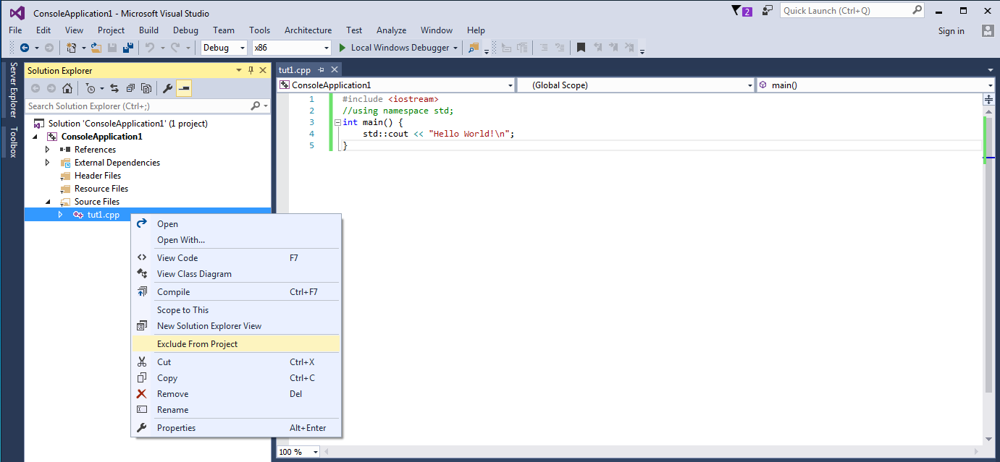 ConsoleApplication1 - Microsoft Visual Studio
2
Quick Launch (Ctrl+Q)
File Edit View Project Build Debug Team Tools Architecture Test Analyze Window Help
Sign in
Debug x86 Local Windows Debugger
Server Explorer
Toolbox
Solution Explorer
Search Solution Explorer (Ctrl+;)
Solution 'ConsoleApplication1' (1 project)
ConsoleApplication1
References
External Dependencies
Header Files
Resource Files
Source Files
tut1.cpp
Open
Open With...
View Code F7
View Class Diagram
Compile Ctrl+F7
Scope to This
New Solution Explorer View
Exclude From Project
Cut Ctrl+X
Copy Ctrl+C
Remove Del
Rename
Properties Alt+Enter
tut1.cpp
ConsoleApplication1 (Global Scope) main()
1 #include <iostream>
2 //using namespace std;
3 int main() {
4 std::cout << "Hello World!\n";
5 }
100 %